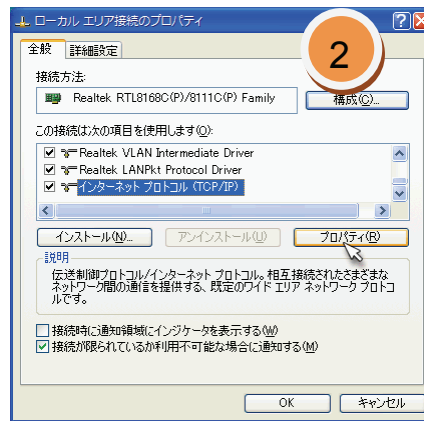 ローカル エリア接続のプロパティ
2
全般 詳細設定
接続方法:
Realtek RTL8168C(P)/8111C(P) Family 構成(C)...
この接続は次の項目を使用します(O):
Realtek VLAN Intermediate Driver
Realtek LANPkt Protocol Driver
インターネット プロトコル (TCP/IP)
インストール(N)... アンインストール(U) プロパティ(R)
説明
伝送制御プロトコル/インターネット プロトコル。相互接続されたさまざまな
ネットワーク間の通信を提供する、既定のワイド エリア ネットワーク プロトコ
ルです。
接続時に通知領域にインジケータを表示する(W)
接続が限られているか利用不可能な場合に通知する(M)
OK キャンセル